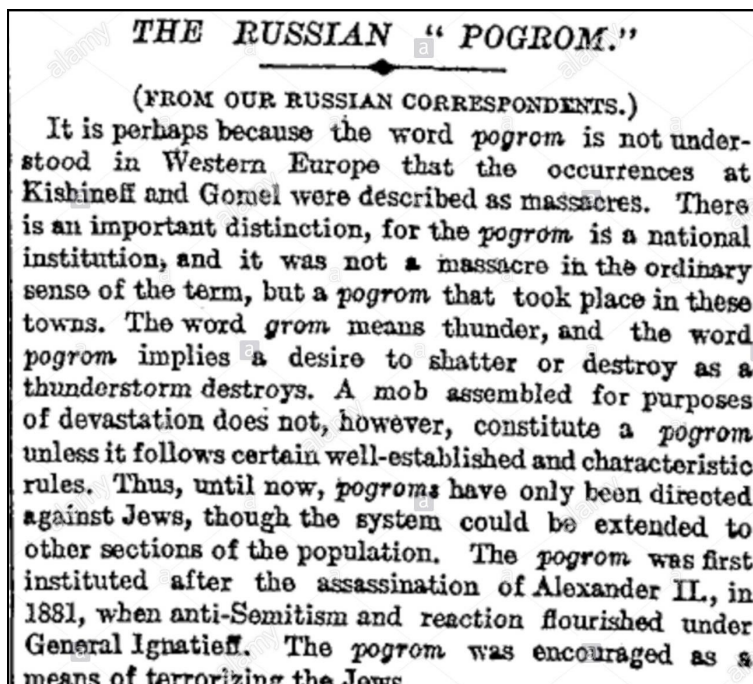 THE RUSSIAN "POGROM."
(FROM OUR RUSSIAN CORRESPONDENTS.)
It is perhaps because the word pogrom is not under-
stood in Western Europe that the occurrences at
Kishineff and Gomel were described as massacres. There
is an important distinction, for the pogrom is a national
institution, and it was not a massacre in the ordinary
sense of the term, but a pogrom that took place in these
towns. The word grom means thunder, and the word
pogrom implies a desire to shatter or destroy as a
thunderstorm destroys. A mob assembled for purposes
of devastation does not, however, constitute a pogrom
unless it follows certain well-established and characteristic
rules. Thus, until now, pogroms have only been directed
against Jews, though the system could be extended to
other sections of the population. The pogrom was first
instituted after the assassination of Alexander II., in
1881, when anti-Semitism and reaction flourished under
General Ignatieff. The pogrom was encouraged as a
means of terrorizing the Jews